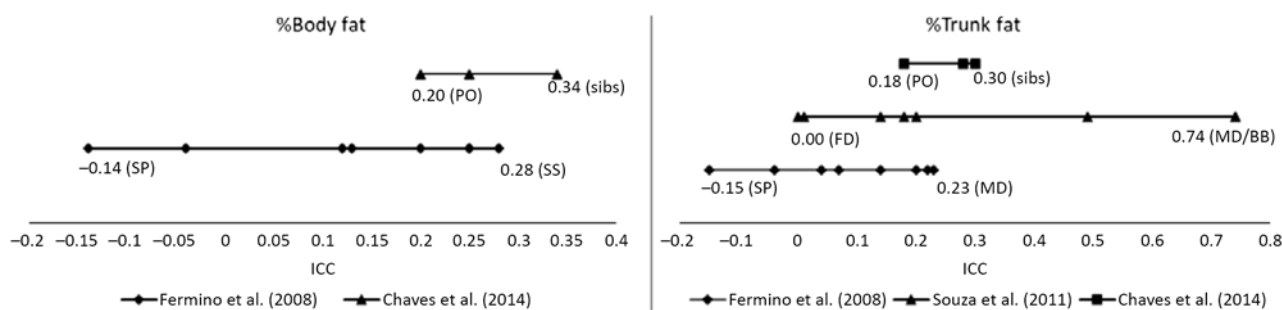 %Body fat
0.20 (PO)
0.34 (sibs)
–0.14 (SP)
0.28 (SS)
–0.2 –0.15 –0.1 –0.05 0 0.1 0.15 0.2 0.25 0.3 0.35 0.4
ICC
Fermino et al. (2008) Chaves et al. (2014)
%Trunk fat
0.18 (PO)
0.30 (sibs)
0.00 (FD)
0.74 (MD/BB)
–0.15 (SP)
0.23 (MD)
–0.2 –0.1 0 0.1 0.2 0.3 0.4 0.5 0.6 0.7 0.8
ICC
Fermino et al. (2008) Souza et al. (2011) Chaves et al. (2014)